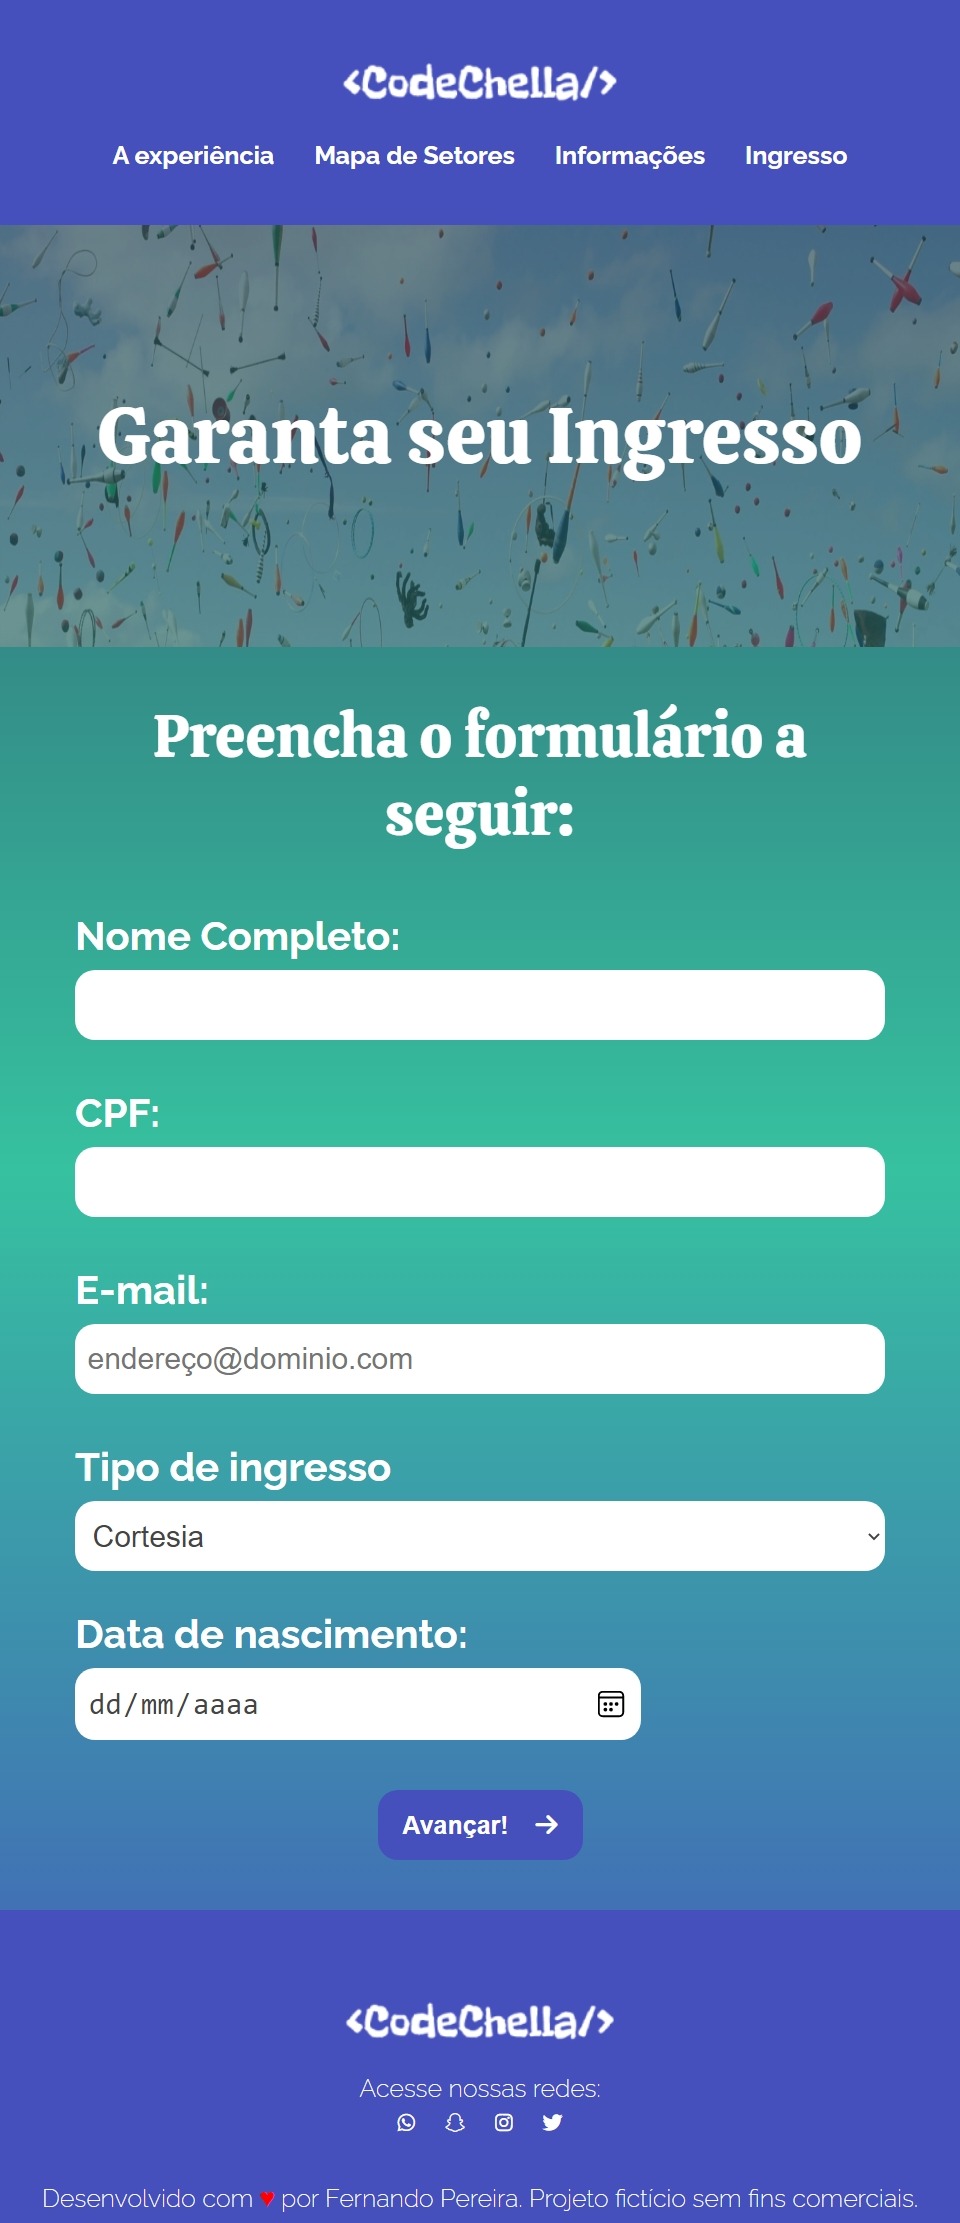 <CodeChella/>
A experiência Mapa de Setores Informações Ingresso
Garanta seu Ingresso
Preencha o formulário a
seguir:
Nome Completo:
CPF:
E-mail:
endereço@dominio.com
Tipo de ingresso
Cortesia
Data de nascimento:
dd/mm/aaaa
Avançar!
<CodeChella/>
Acesse nossas redes:
Desenvolvido com ♥ por Fernando Pereira. Projeto fictício sem fins comerciais.